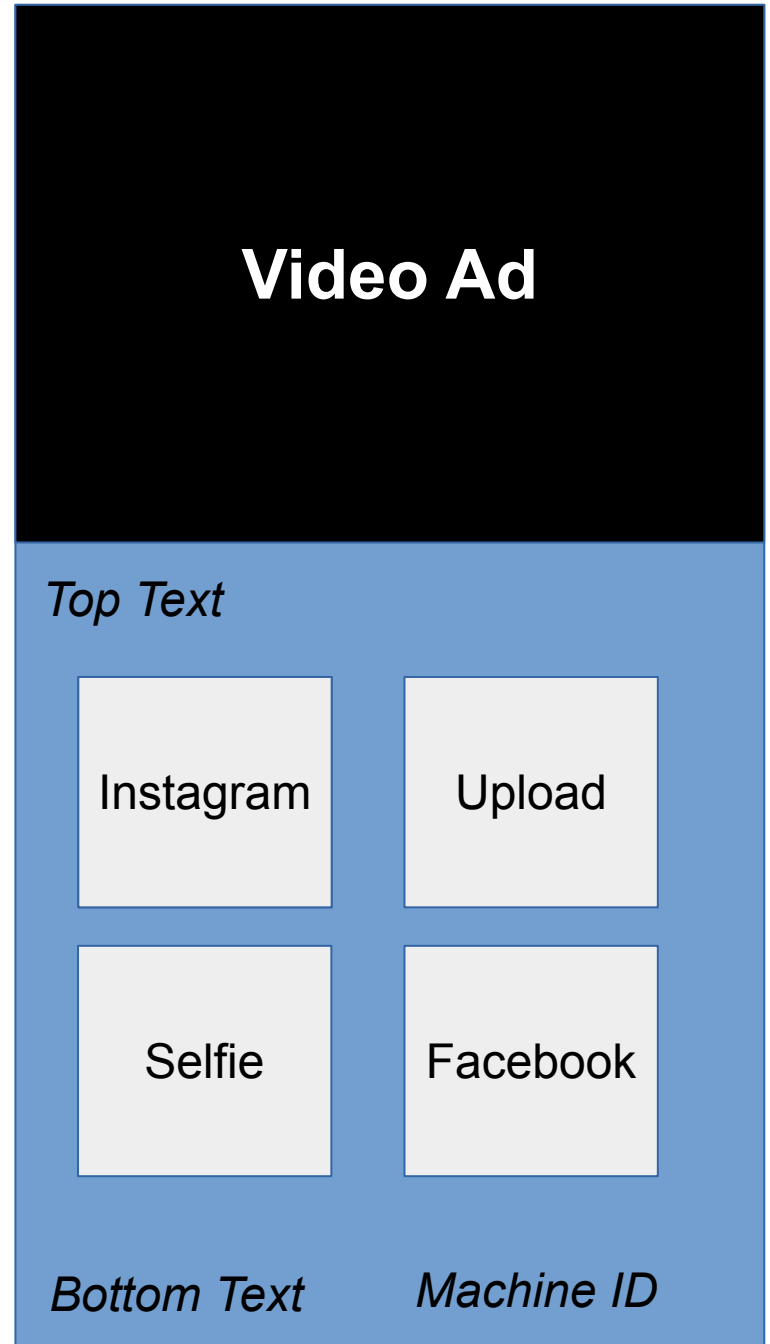 Video Ad
Top Text
Instagram
Upload
Selfie
Facebook
Bottom Text
Machine ID